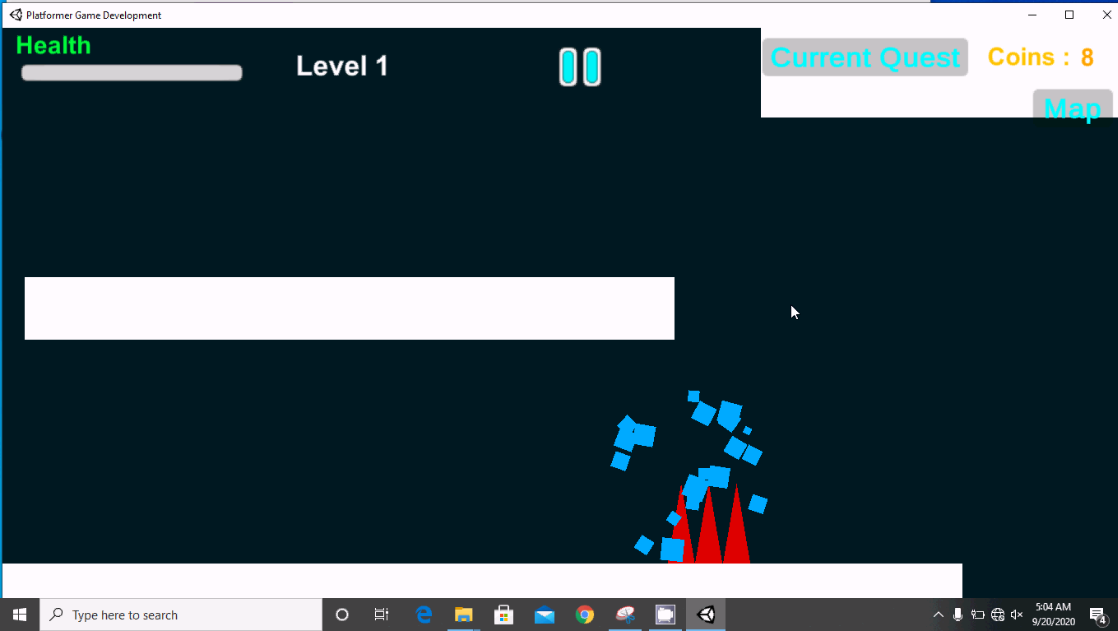 Platformer Game Development
Health
Level 1
Current Quest
Coins : 8
Map
Type here to search
5:04 AM
9/20/2020
4